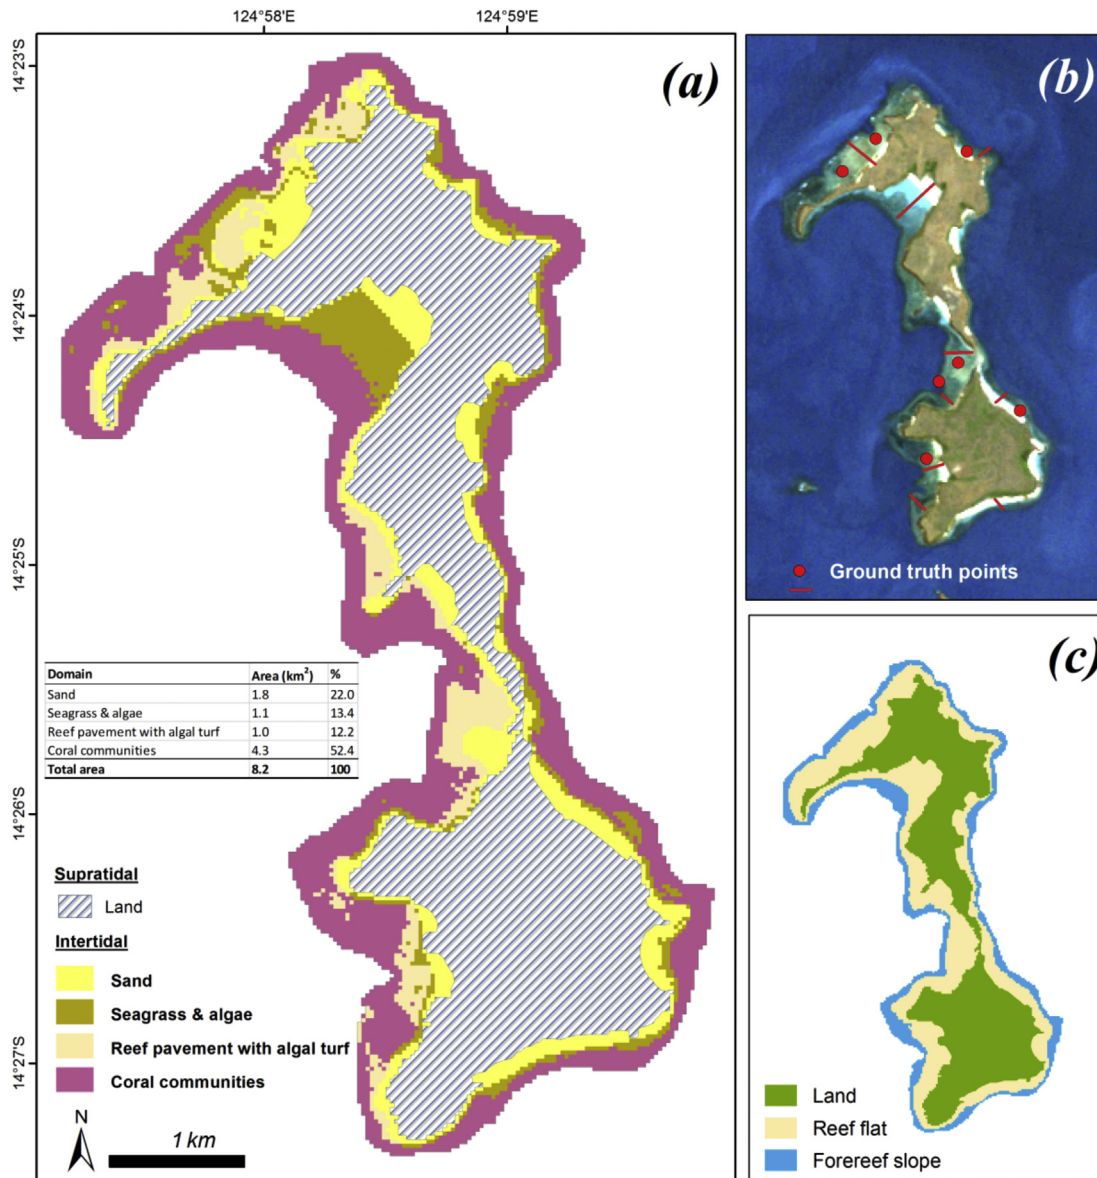 124°58'E 124°59'E
14°23'S
14°24'S
14°25'S
14°26'S
14°27'S
(a)
Domain Area (km²) %
Sand 1.8 22.0
Seagrass & algae 1.1 13.4
Reef pavement with algal turf 1.0 12.2
Coral communities 4.3 52.4
Total area 8.2 100
Supratidal
Land
Intertidal
Sand
Seagrass & algae
Reef pavement with algal turf
Coral communities
N
1 km
(b)
Ground truth points
(c)
Land
Reef flat
Forereef slope